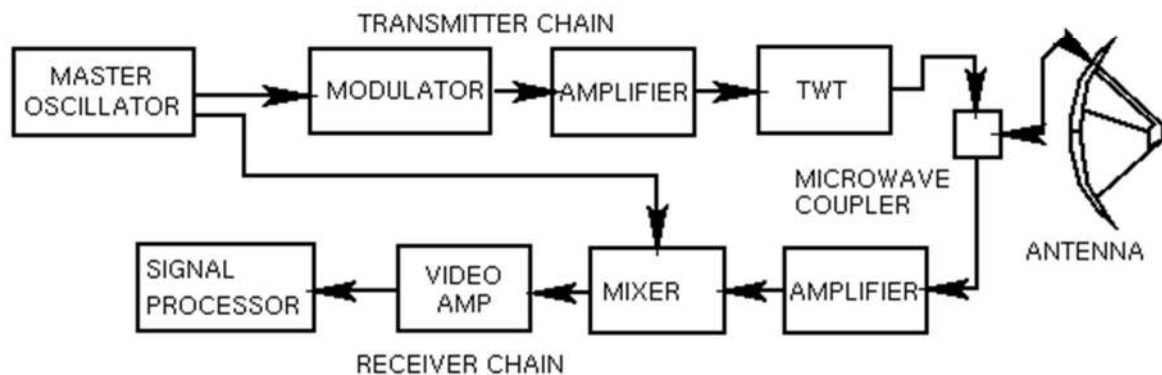 TRANSMITTER CHAIN
MASTER
OSCILLATOR
MODULATOR
AMPLIFIER
TWT
MICROWAVE
COUPLER
ANTENNA
SIGNAL
PROCESSOR
VIDEO
AMP
MIXER
AMPLIFIER
RECEIVER CHAIN